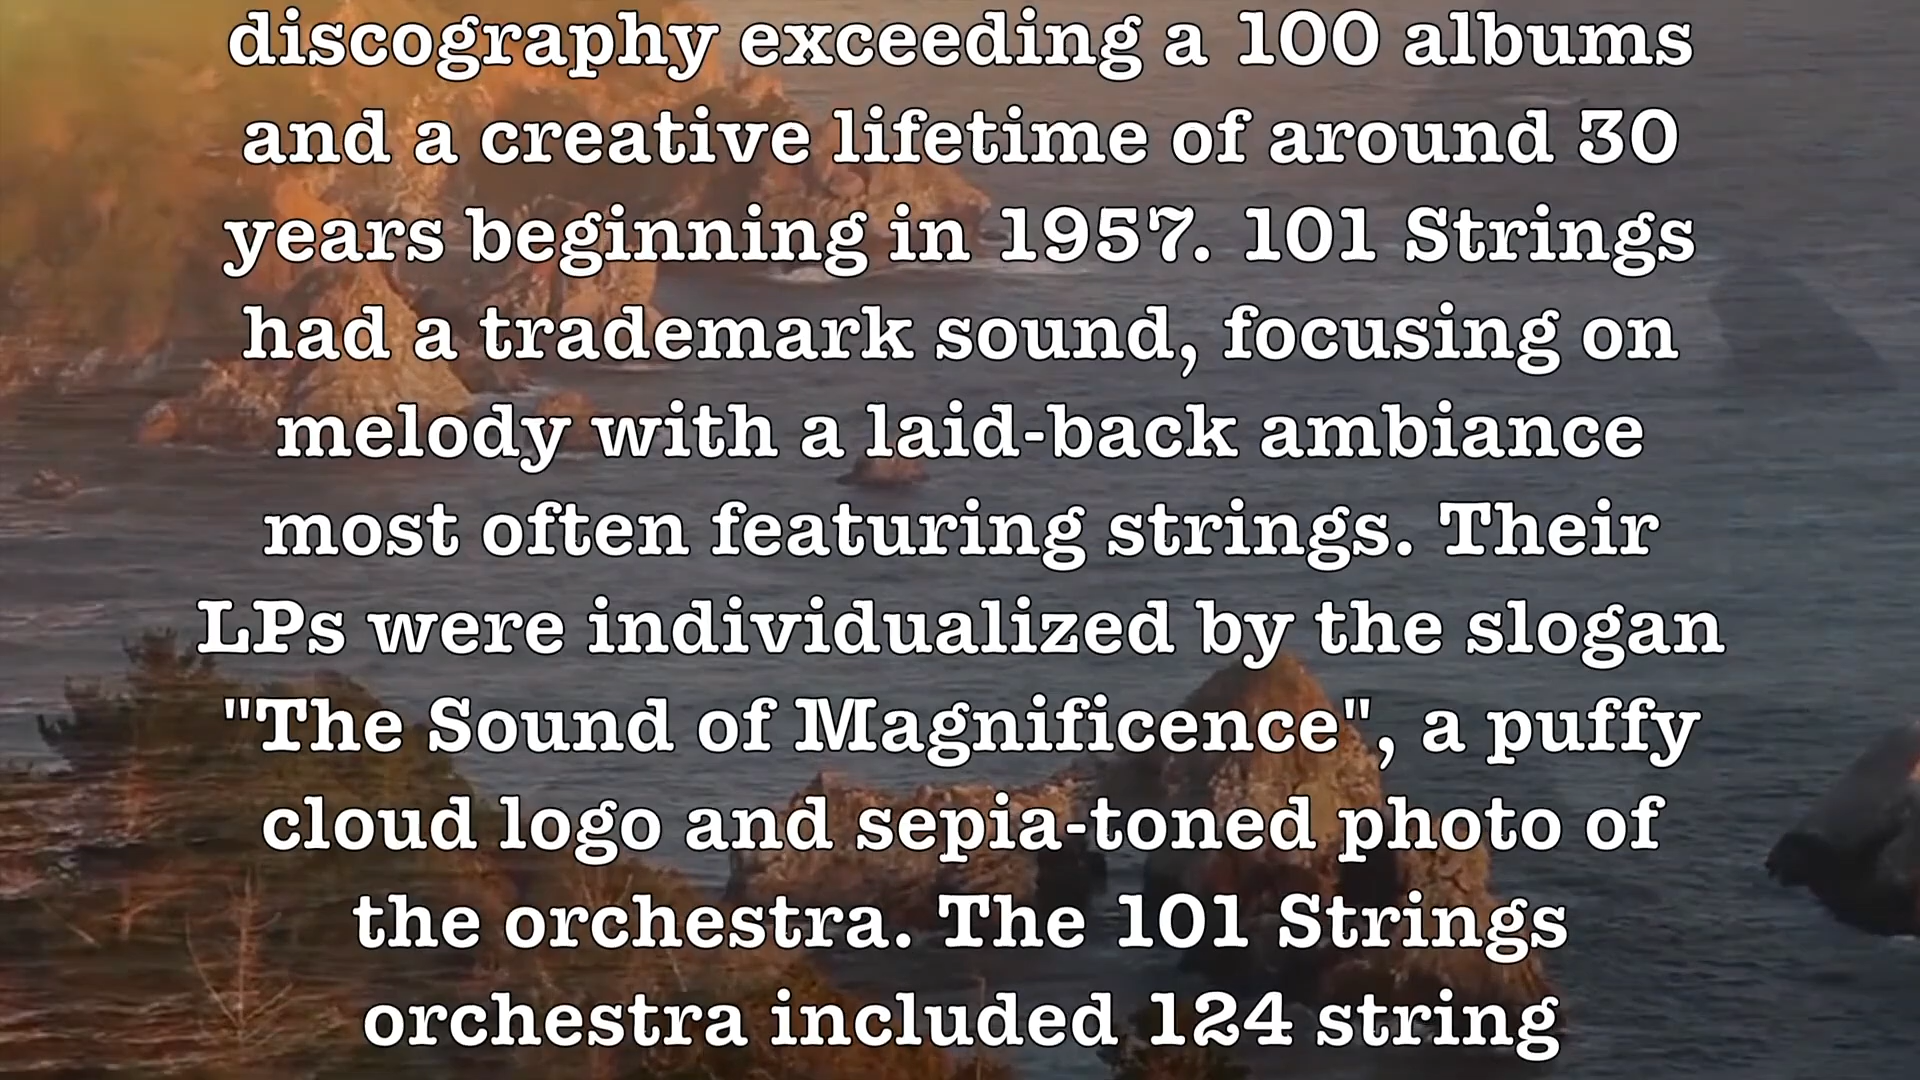 discography exceeding a 100 albums
and a creative lifetime of around 30
years beginning in 1957. 101 Strings
had a trademark sound, focusing on
melody with a laid-back ambiance
most often featuring strings. Their
LPs were individualized by the slogan
"The Sound of Magnificence", a puffy
cloud logo and sepia-toned photo of
the orchestra. The 101 Strings
orchestra included 124 string